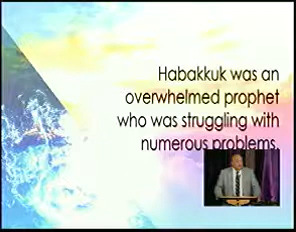 Habakkuk was an
overwhelmed prophet
who was struggling with
numerous problems.